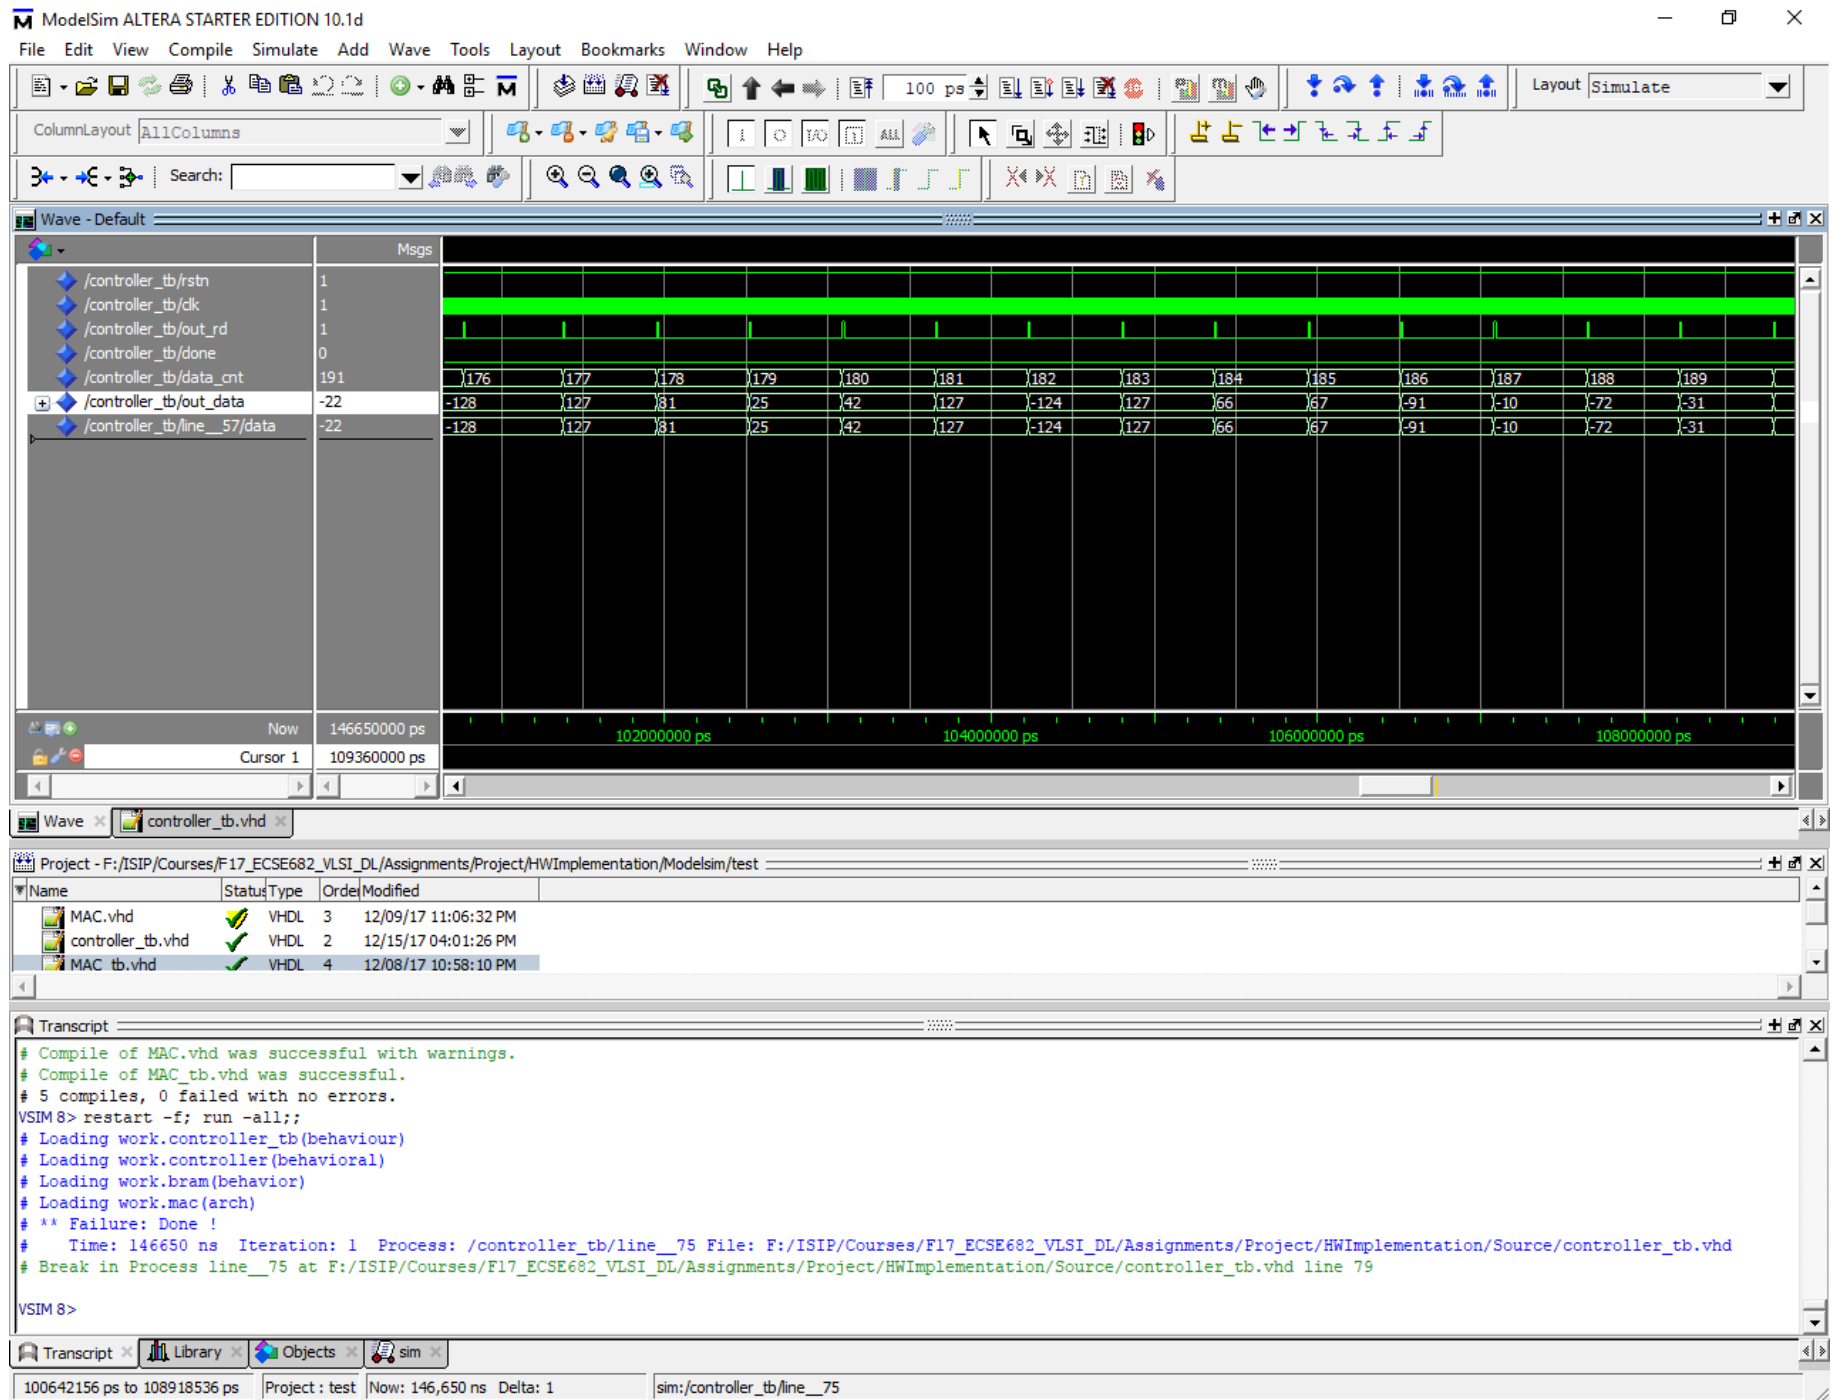 ModelSim ALTERA STARTER EDITION 10.1d
File Edit View Compile Simulate Add Wave Tools Layout Bookmarks Window Help
100 ps Layout Simulate
ColumnLayout AllColumns
Search:
Wave - Default
Msgs
/controller_tb/rstn 1
/controller_tb/clk 1
/controller_tb/out_rd 1
/controller_tb/done 0
/controller_tb/data_cnt 191 176 177 178 179 180 181 182 183 184 185 186 187 188 189
/controller_tb/out_data -22 -128 127 81 25 42 127 -124 127 66 67 -91 -10 -72 -31
/controller_tb/line__57/data -22 -128 127 81 25 42 127 -124 127 66 67 -91 -10 -72 -31
Now 146650000 ps 102000000 ps 104000000 ps 106000000 ps 108000000 ps
Cursor 1 109360000 ps
Wave controller_tb.vhd
Project - F:/ISIP/Courses/F17_ECSE682_VLSI_DL/Assignments/Project/HWImplementation/Modelsim/test
Name Status Type Order Modified
MAC.vhd VHDL 3 12/09/17 11:06:32 PM
controller_tb.vhd VHDL 2 12/15/17 04:01:26 PM
MAC_tb.vhd VHDL 4 12/08/17 10:58:10 PM
Transcript
# Compile of MAC.vhd was successful with warnings.
# Compile of MAC_tb.vhd was successful.
# 5 compiles, 0 failed with no errors.
VSIM 8> restart -f; run -all;;
# Loading work.controller_tb(behaviour)
# Loading work.controller(behavioral)
# Loading work.bram(behavior)
# Loading work.mac(arch)
# ** Failure: Done !
# Time: 146650 ns Iteration: 1 Process: /controller_tb/line__75 File: F:/ISIP/Courses/F17_ECSE682_VLSI_DL/Assignments/Project/HWImplementation/Source/controller_tb.vhd
# Break in Process line__75 at F:/ISIP/Courses/F17_ECSE682_VLSI_DL/Assignments/Project/HWImplementation/Source/controller_tb.vhd line 79
VSIM 8>
Transcript Library Objects sim
100642156 ps to 108918536 ps Project : test Now: 146,650 ns Delta: 1 sim:/controller_tb/line__75